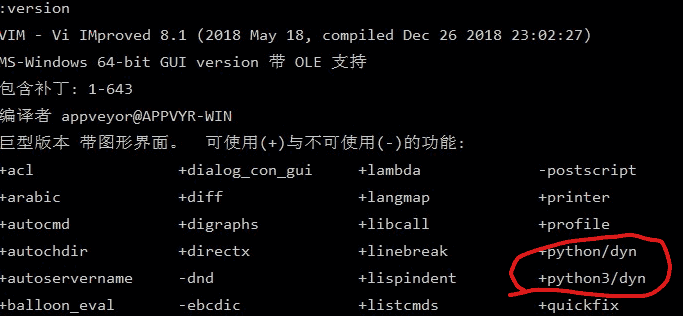 :version
VIM - Vi IMproved 8.1 (2018 May 18, compiled Dec 26 2018 23:02:27)
MS-Windows 64-bit GUI version 带 OLE 支持
包含补丁: 1-643
编译者 appveyor@APPVYR-WIN
巨型版本 带图形界面。 可使用(+)与不可使用(-)的功能:
+acl +dialog_con_gui +lambda -postscript
+arabic +diff +langmap +printer
+autocmd +digraphs +libcall +profile
+autochdir +directx +linebreak +python/dyn
+autoservername -dnd +lispindent +python3/dyn
+balloon_eval -ebcdic +listcmds +quickfix